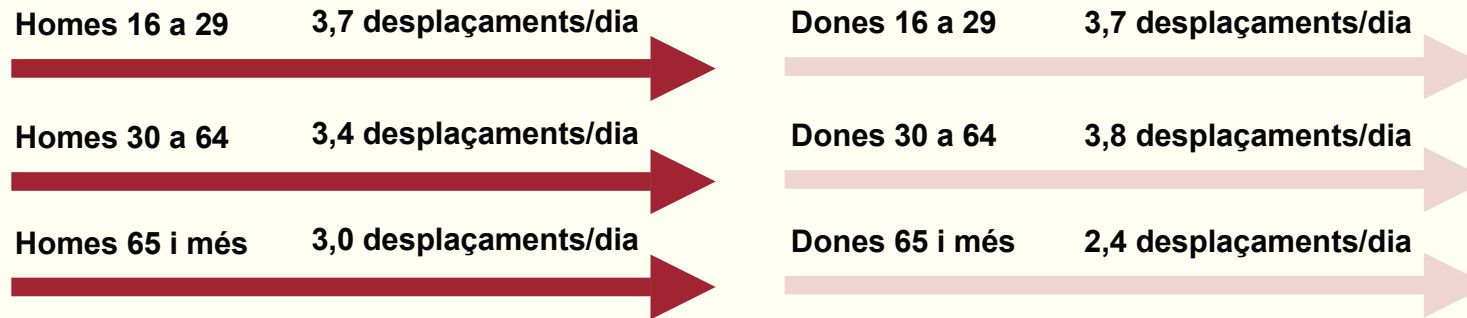 Homes 16 a 29 3,7 desplaçaments/dia
Dones 16 a 29 3,7 desplaçaments/dia
Homes 30 a 64 3,4 desplaçaments/dia
Dones 30 a 64 3,8 desplaçaments/dia
Homes 65 i més 3,0 desplaçaments/dia
Dones 65 i més 2,4 desplaçaments/dia